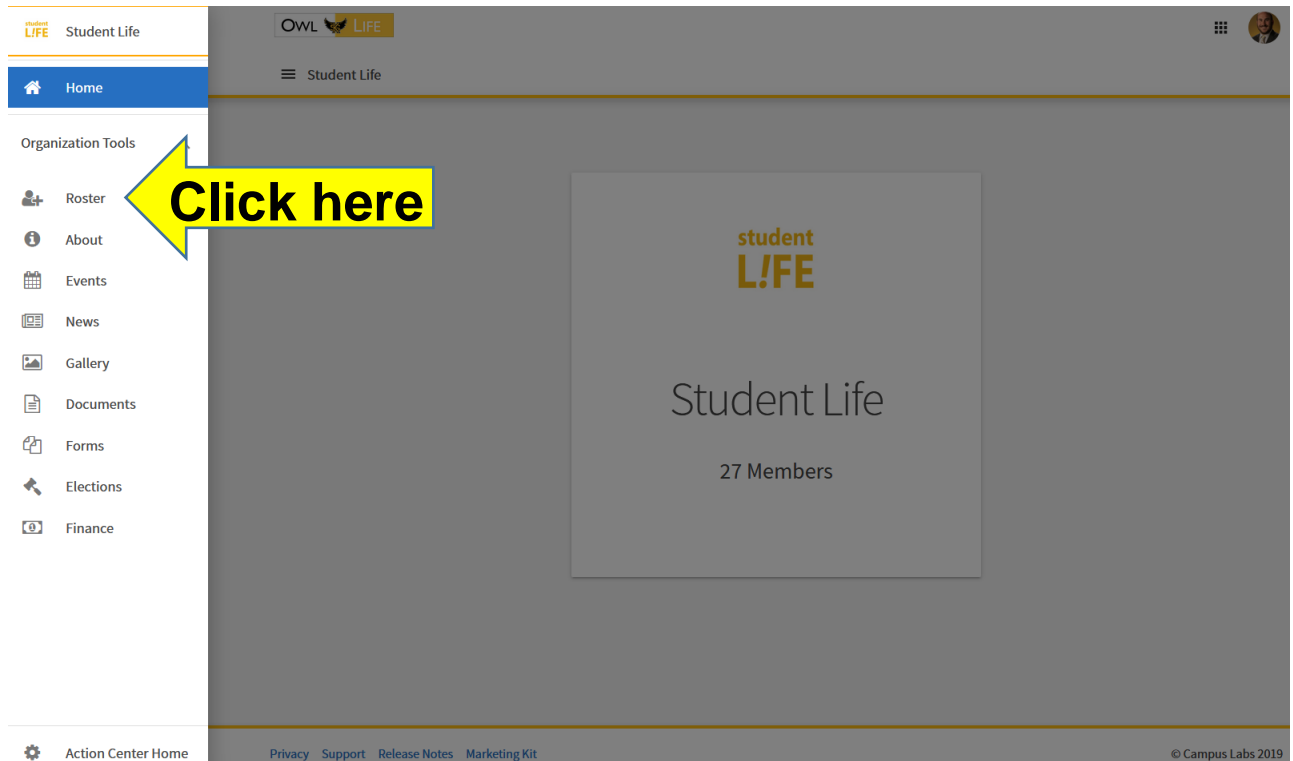 student
L!FE
Student Life
Home
Organization Tools
Roster
About
Events
News
Gallery
Documents
Forms
Elections
Finance
Action Center Home
Click here
OWL LIFE
Student Life
student
L!FE
Student Life
27 Members
Privacy Support Release Notes Marketing Kit
© Campus Labs 2019